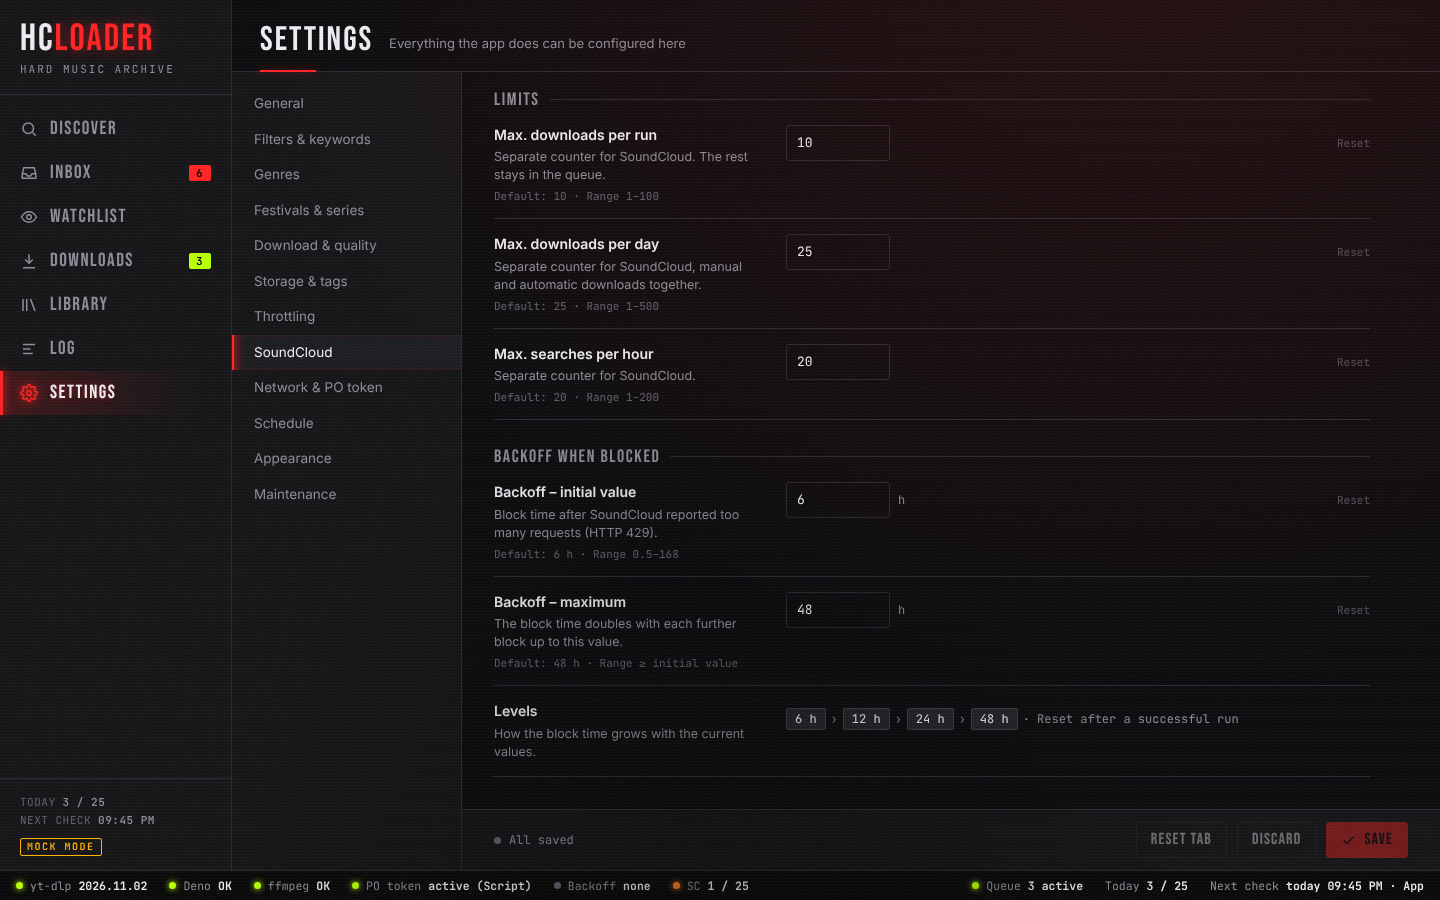 HCLOADER
HARD MUSIC ARCHIVE
DISCOVER
INBOX 6
WATCHLIST
DOWNLOADS 3
LIBRARY
LOG
SETTINGS
TODAY 3 / 25
NEXT CHECK 09:45 PM
MOCK MODE
SETTINGS Everything the app does can be configured here
General
Filters & keywords
Genres
Festivals & series
Download & quality
Storage & tags
Throttling
SoundCloud
Network & PO token
Schedule
Appearance
Maintenance
LIMITS
Max. downloads per run
Separate counter for SoundCloud. The rest
stays in the queue.
Default: 10 · Range 1–100
10
Reset
Max. downloads per day
Separate counter for SoundCloud, manual
and automatic downloads together.
Default: 25 · Range 1–500
25
Reset
Max. searches per hour
Separate counter for SoundCloud.
Default: 20 · Range 1–200
20
Reset
BACKOFF WHEN BLOCKED
Backoff – initial value
Block time after SoundCloud reported too
many requests (HTTP 429).
Default: 6 h · Range 0.5–168
6 h
Reset
Backoff – maximum
The block time doubles with each further
block up to this value.
Default: 48 h · Range ≥ initial value
48 h
Reset
Levels
How the block time grows with the current
values.
6 h › 12 h › 24 h › 48 h · Reset after a successful run
All saved
RESET TAB DISCARD SAVE
yt-dlp 2026.11.02 Deno OK ffmpeg OK PO token active (Script) Backoff none SC 1 / 25 Queue 3 active Today 3 / 25 Next check today 09:45 PM · App